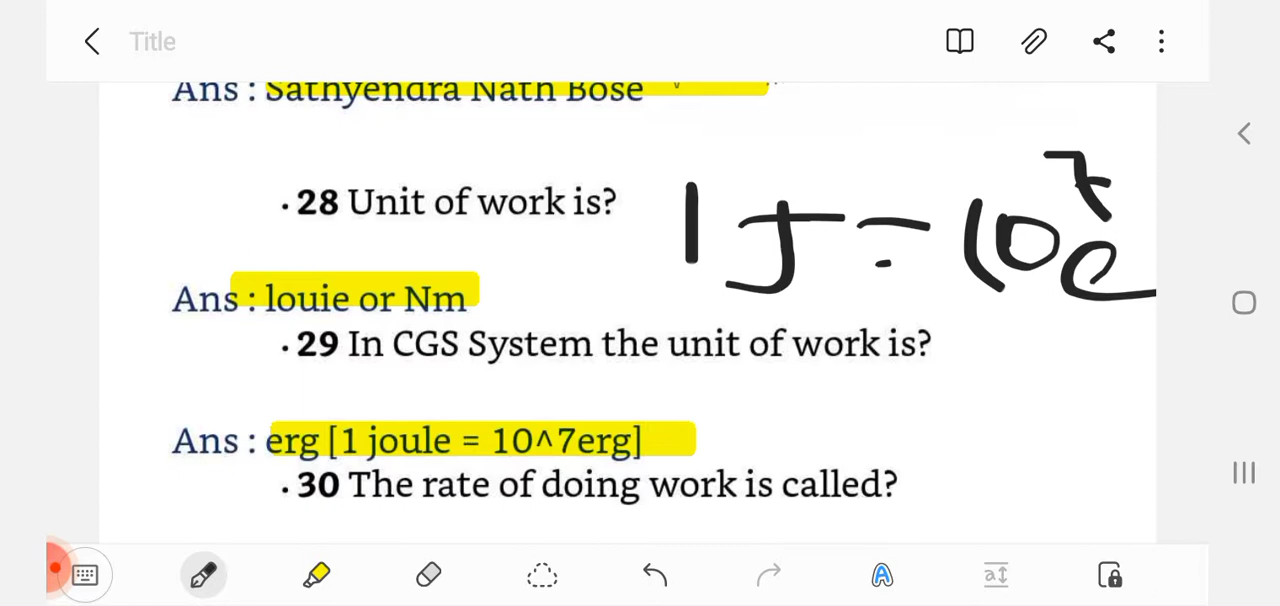 Title
Ans : Sathyendra Nath Bose
. 28 Unit of work is?
1 J = 10^7 e
Ans : louie or Nm
. 29 In CGS System the unit of work is?
Ans : erg [1 joule = 10^7erg]
. 30 The rate of doing work is called?